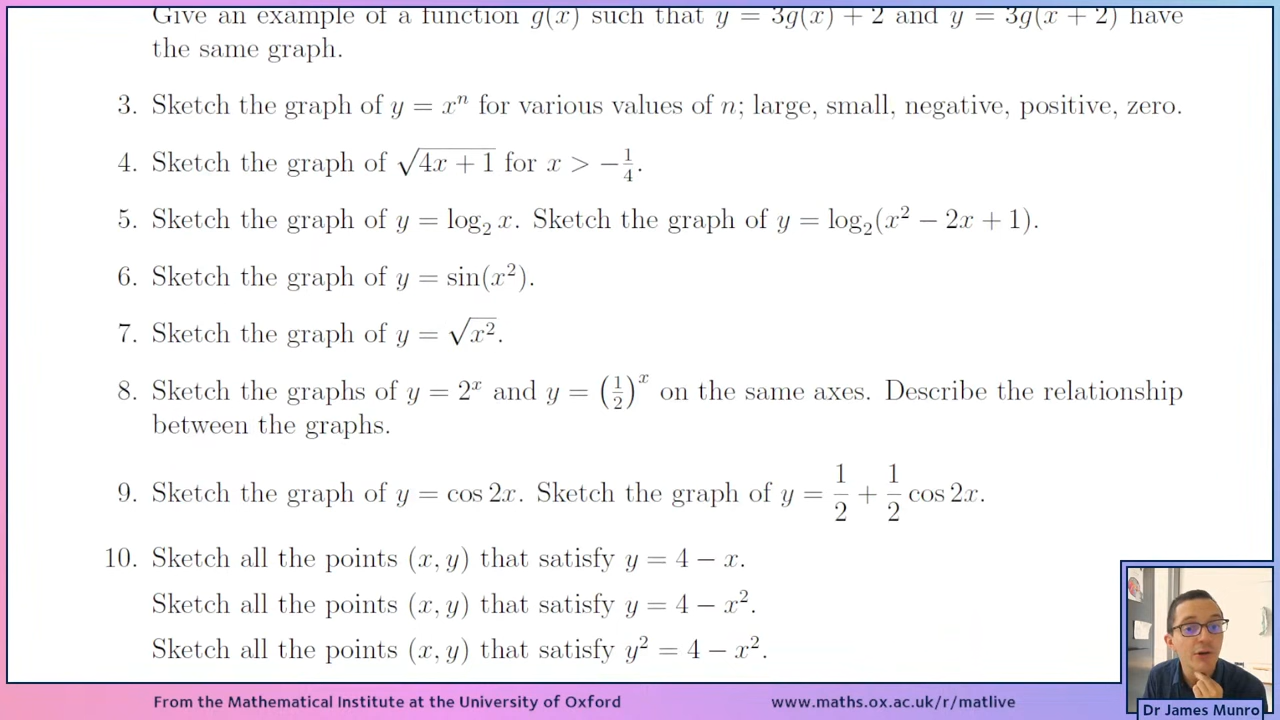 Give an example of a function g(x) such that y = 3g(x) + 2 and y = 3g(x + 2) have
the same graph.
3. Sketch the graph of y = xⁿ for various values of n; large, small, negative, positive, zero.
4. Sketch the graph of √(4x + 1) for x > −1/4.
5. Sketch the graph of y = log₂ x. Sketch the graph of y = log₂(x² − 2x + 1).
6. Sketch the graph of y = sin(x²).
7. Sketch the graph of y = √(x²).
8. Sketch the graphs of y = 2ˣ and y = (1/2)ˣ on the same axes. Describe the relationship
between the graphs.
9. Sketch the graph of y = cos 2x. Sketch the graph of y = 1/2 + 1/2 cos 2x.
10. Sketch all the points (x, y) that satisfy y = 4 − x.
Sketch all the points (x, y) that satisfy y = 4 − x².
Sketch all the points (x, y) that satisfy y² = 4 − x².
From the Mathematical Institute at the University of Oxford
www.maths.ox.ac.uk/r/matlive
Dr James Munro